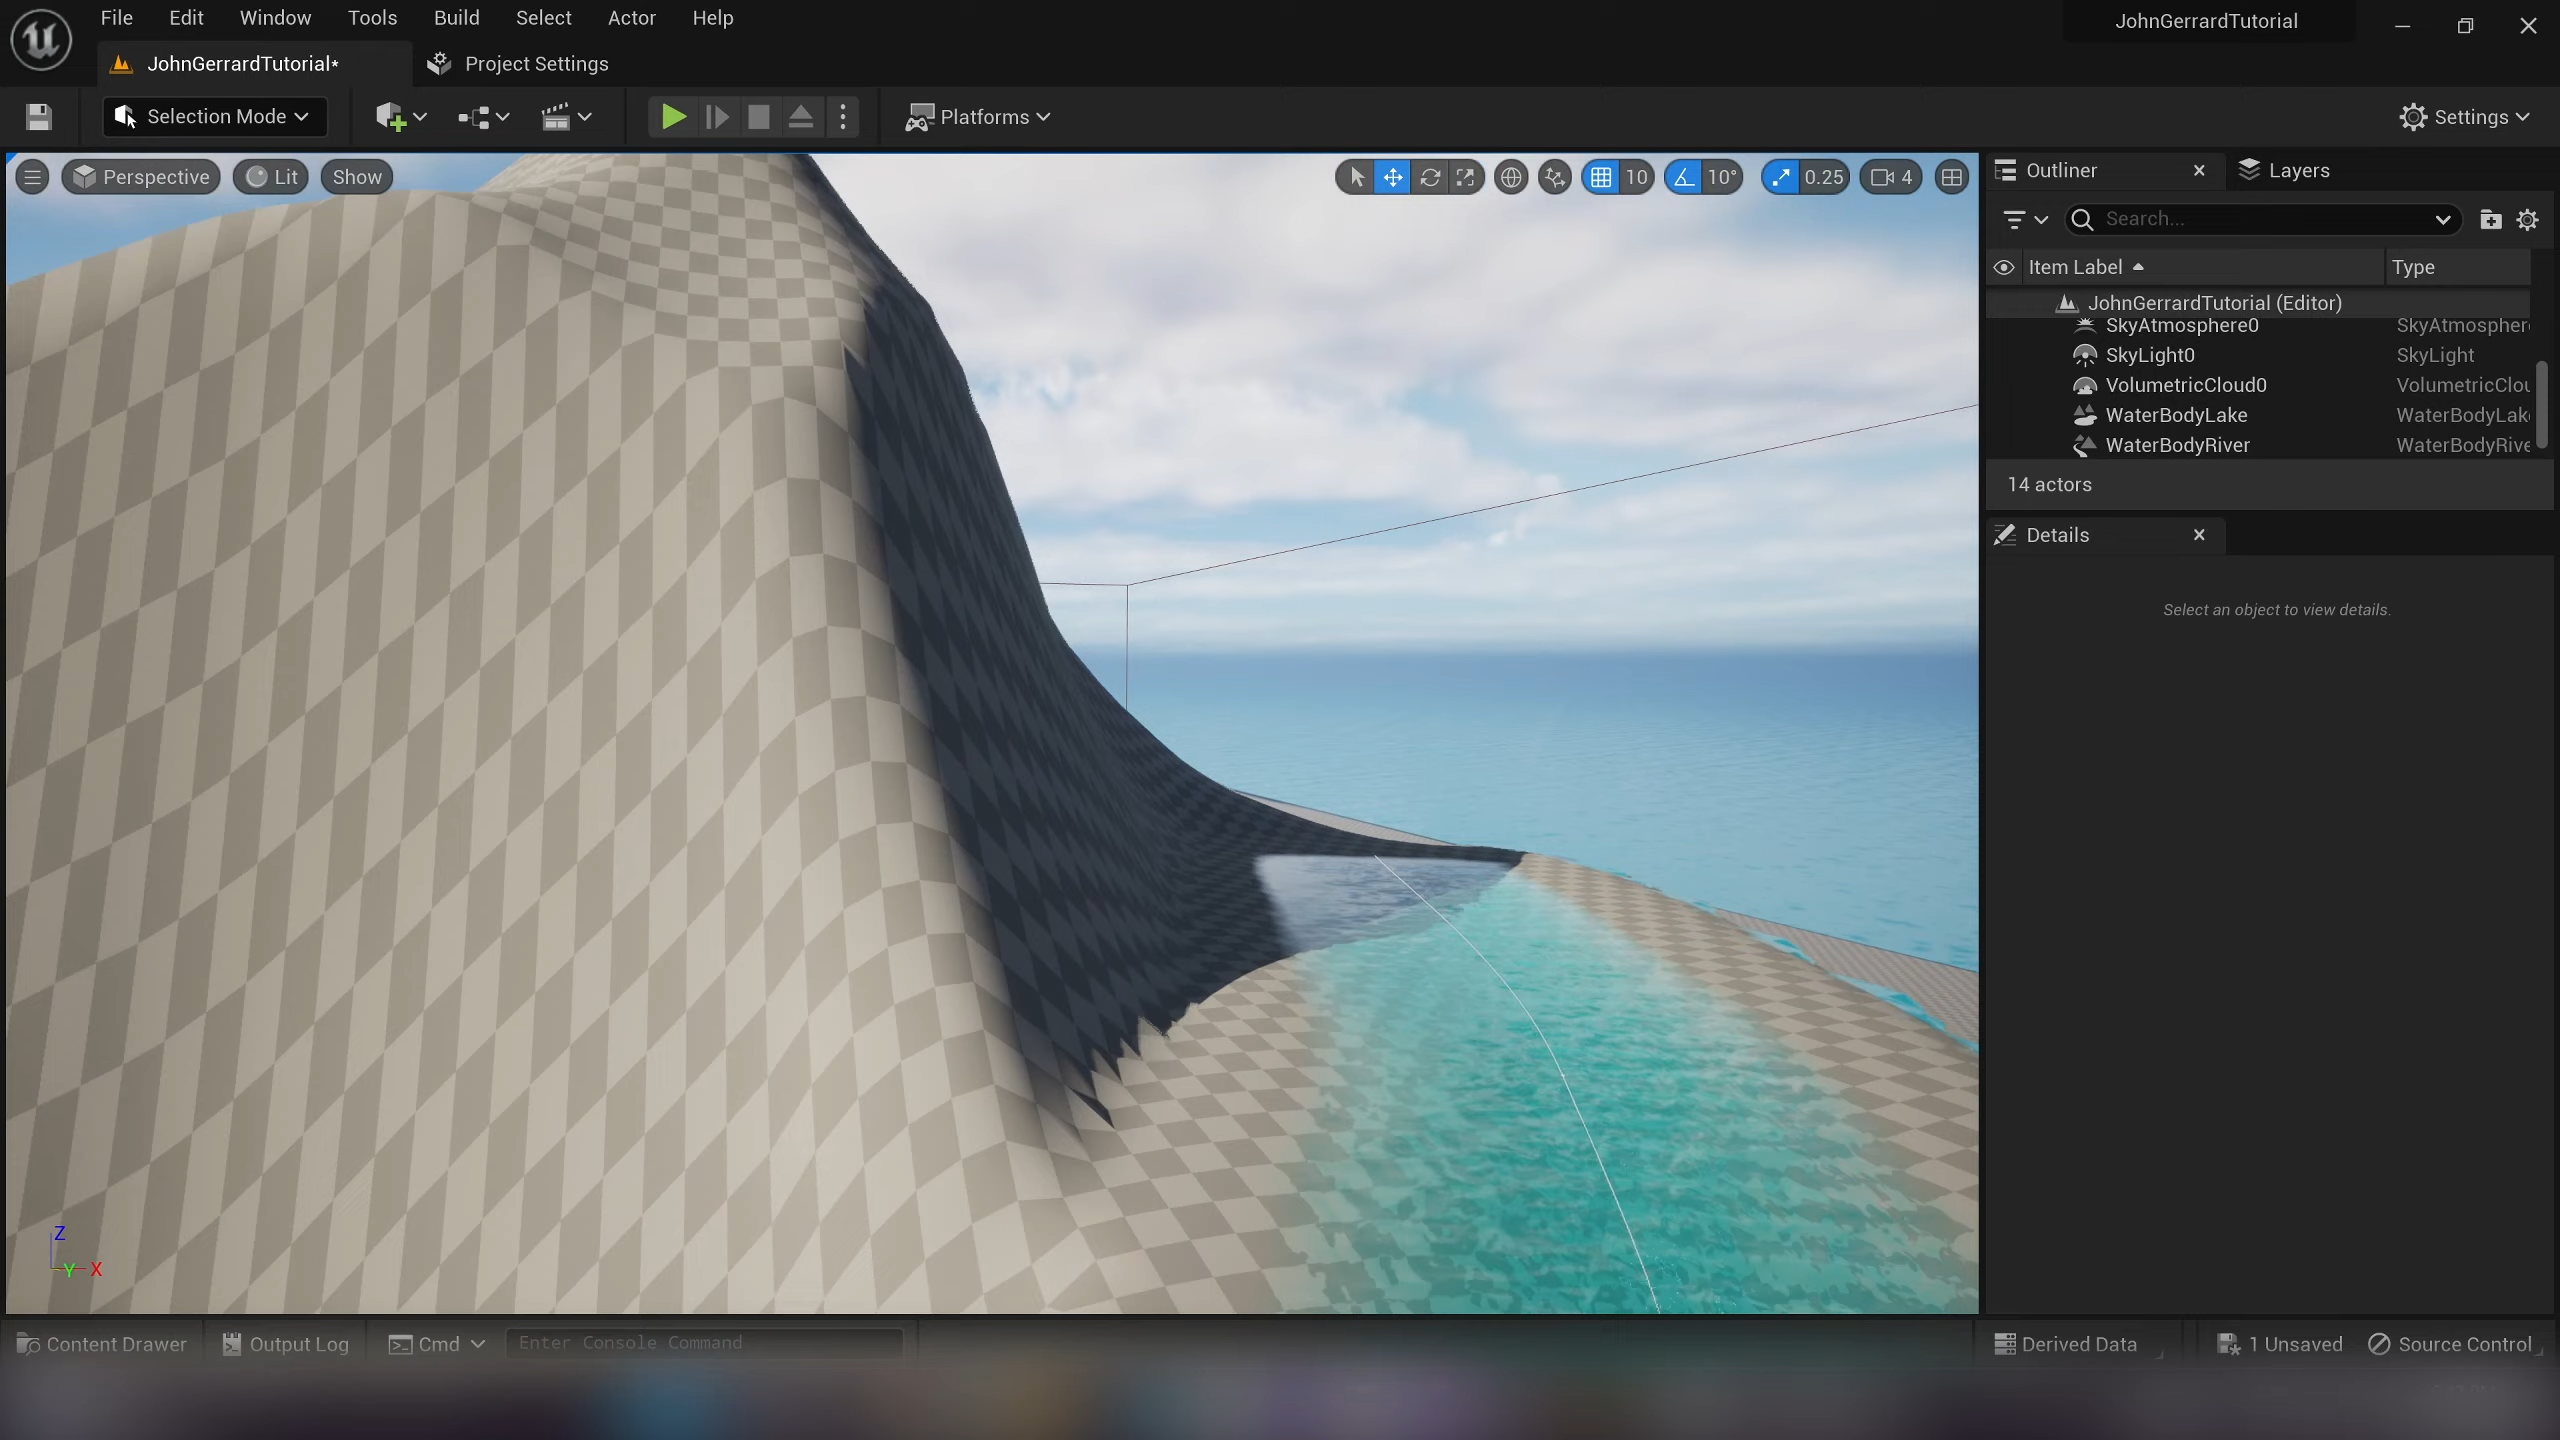 File Edit Window Tools Build Select Actor Help
JohnGerrardTutorial
JohnGerrardTutorial* Project Settings
Selection Mode Platforms Settings
Perspective Lit Show 10 10° 0.25 4
Outliner Layers
Search...
Item Label Type
JohnGerrardTutorial (Editor)
SkyAtmosphere0 SkyAtmospher
SkyLight0 SkyLight
VolumetricCloud0 VolumetricClou
WaterBodyLake WaterBodyLak
WaterBodyRiver WaterBodyRive
14 actors
Details
Select an object to view details.
Z
Y X
Content Drawer Output Log Cmd Enter Console Command Derived Data 1 Unsaved Source Control